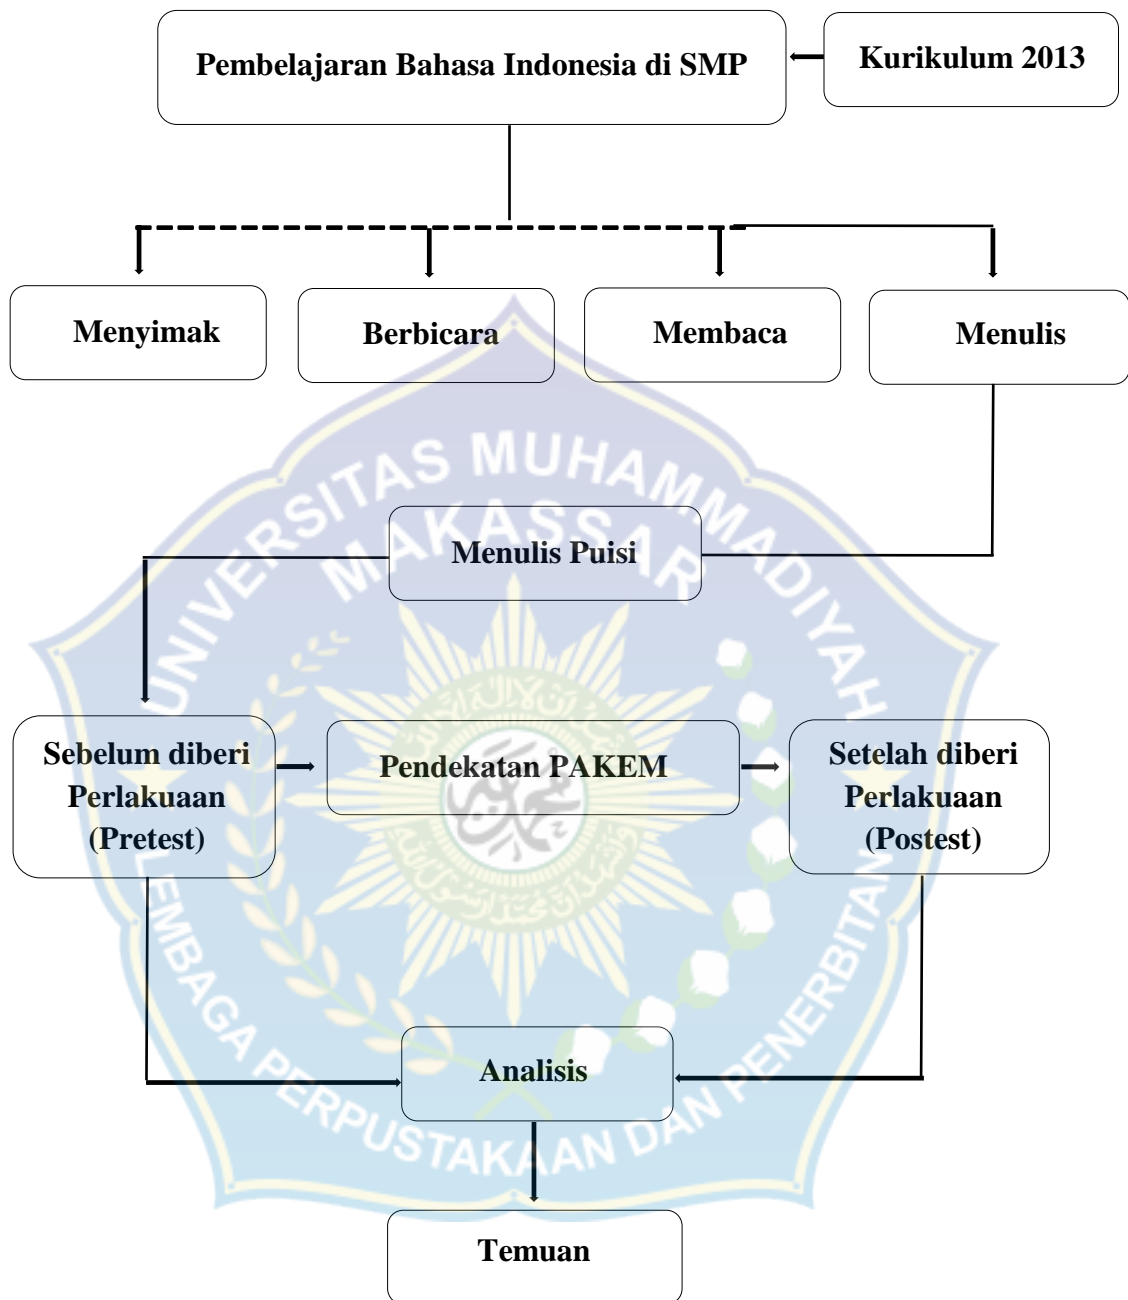 Pembelajaran Bahasa Indonesia di SMP
Kurikulum 2013
Menyimak
Berbicara
Membaca
Menulis
UNIVERSITAS MUHAMMADIYAH
MAKASSAR
Menulis Puisi
Sebelum diberi
Perlakuaan
(Pretest)
Pendekatan PAKEM
Setelah diberi
Perlakuaan
(Postest)
Analisis
LEMBAGA PERPUSTAKAAN DAN PENERBITAN
Temuan